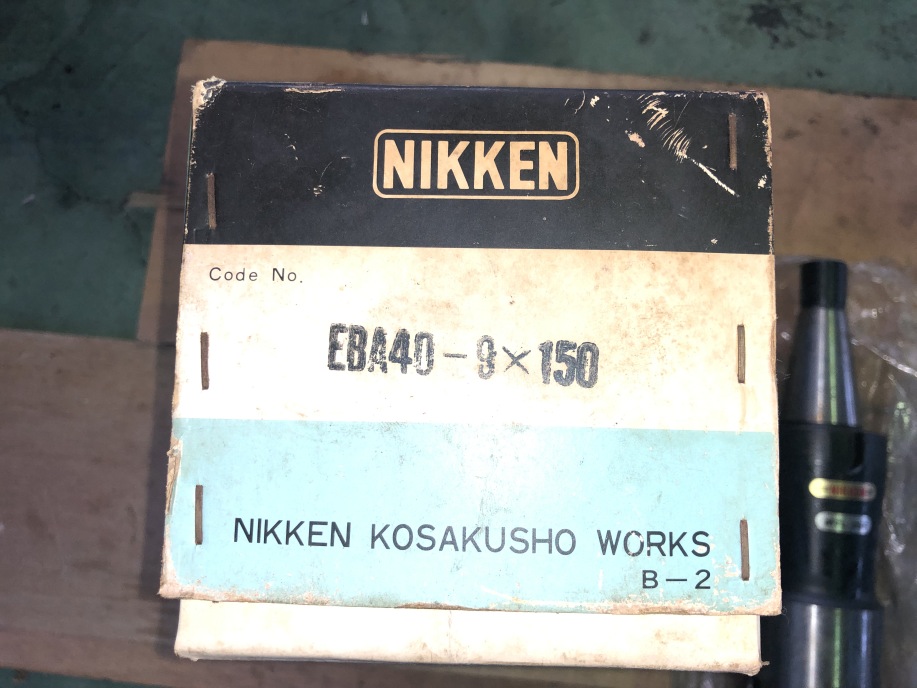 NIKKEN
Code No.
EBA40-9×150
NIKKEN KOSAKUSHO WORKS
B-2